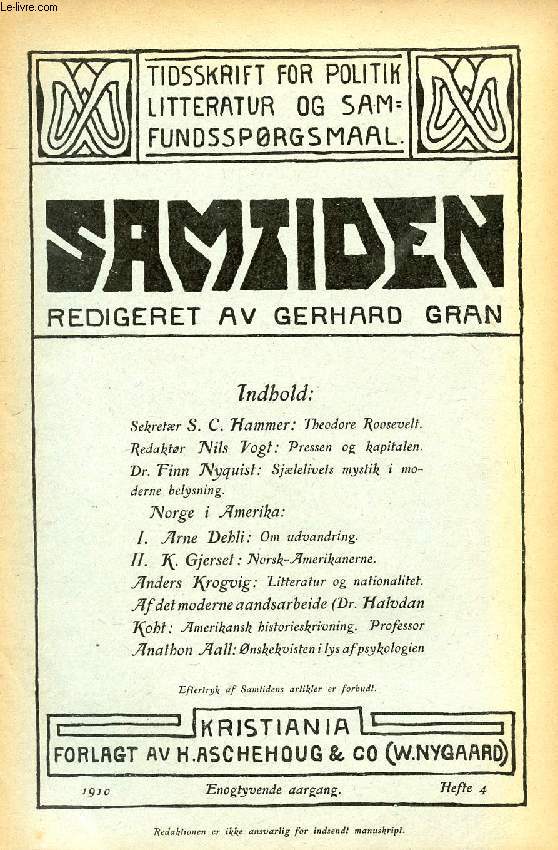 Le-livre.com
TIDSSKRIFT FOR POLITIK
LITTERATUR OG SAM=
FUNDSSPØRGSMAAL.
SAMTIDEN
REDIGERET AV GERHARD GRAN
Indhold:
Sekretær S. C. Hammer: Theodore Roosevelt.
Redaktør Nils Vogt: Pressen og kapitalen.
Dr. Finn Nyquist: Sjælelivets mystik i mo-
derne belysning.
Norge i Amerika:
I. Arne Dehli: Om udvandring.
II. K. Gjerset: Norsk-Amerikanerne.
Anders Krogvig: Litteratur og nationalitet.
Af det moderne aandsarbeide (Dr. Halvdan
Koht: Amerikansk historieskrivning. Professor
Anathon Aall: Ønskekvisten i lys af psykologien
Eftertryk af Samtidens artikler er forbudt.
KRISTIANIA
FORLAGT AV H. ASCHEHOUG & CO (W. NYGAARD)
1910 Enogtyvende aargang. Hefte 4
Redaktionen er ikke ansvarlig for indsendt manuskript.